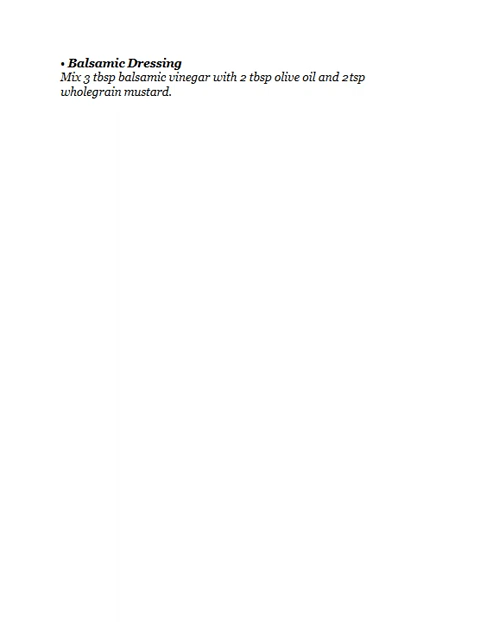 • Balsamic Dressing
Mix 3 tbsp balsamic vinegar with 2 tbsp olive oil and 2tsp
wholegrain mustard.